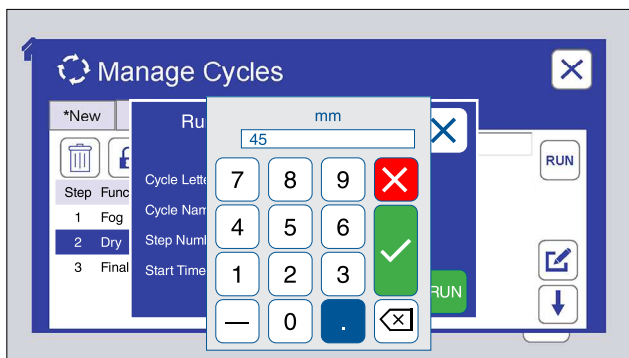 Manage Cycles
*New
Ru
mm
45
RUN
Step Func
Cycle Lette
1 Fog
Cycle Nam
2 Dry
Step Numb
3 Final
Start Time
RUN
7 8 9
4 5 6
1 2 3
— 0 .